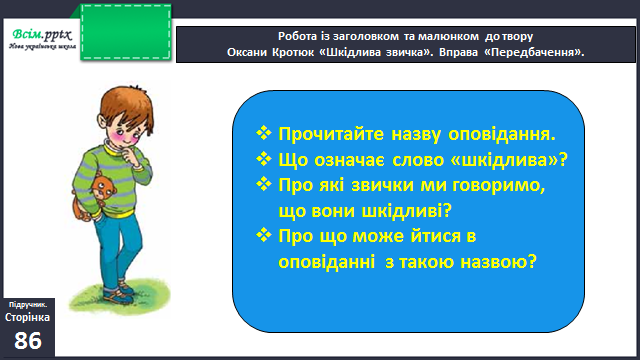 Всім.pptx
Нова українська школа
Робота із заголовком та малюнком до твору
Оксани Кротюк «Шкідлива звичка». Вправа «Передбачення».
❖ Прочитайте назву оповідання.
❖ Що означає слово «шкідлива»?
❖ Про які звички ми говоримо,
що вони шкідливі?
❖ Про що може йтися в
оповіданні з такою назвою?
Підручник.
Сторінка
86